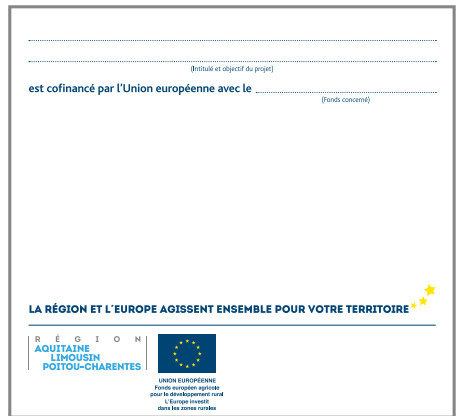 (Intitulé et objectif du projet)
est cofinancé par l'Union européenne avec le
(Fonds concerné)
LA RÉGION ET L´EUROPE AGISSENT ENSEMBLE POUR VOTRE TERRITOIRE
RÉGION
AQUITAINE
LIMOUSIN
POITOU-CHARENTES
UNION EUROPÉENNE
Fonds européen agricole
pour le développement rural
L'Europe investit
dans les zones rurales